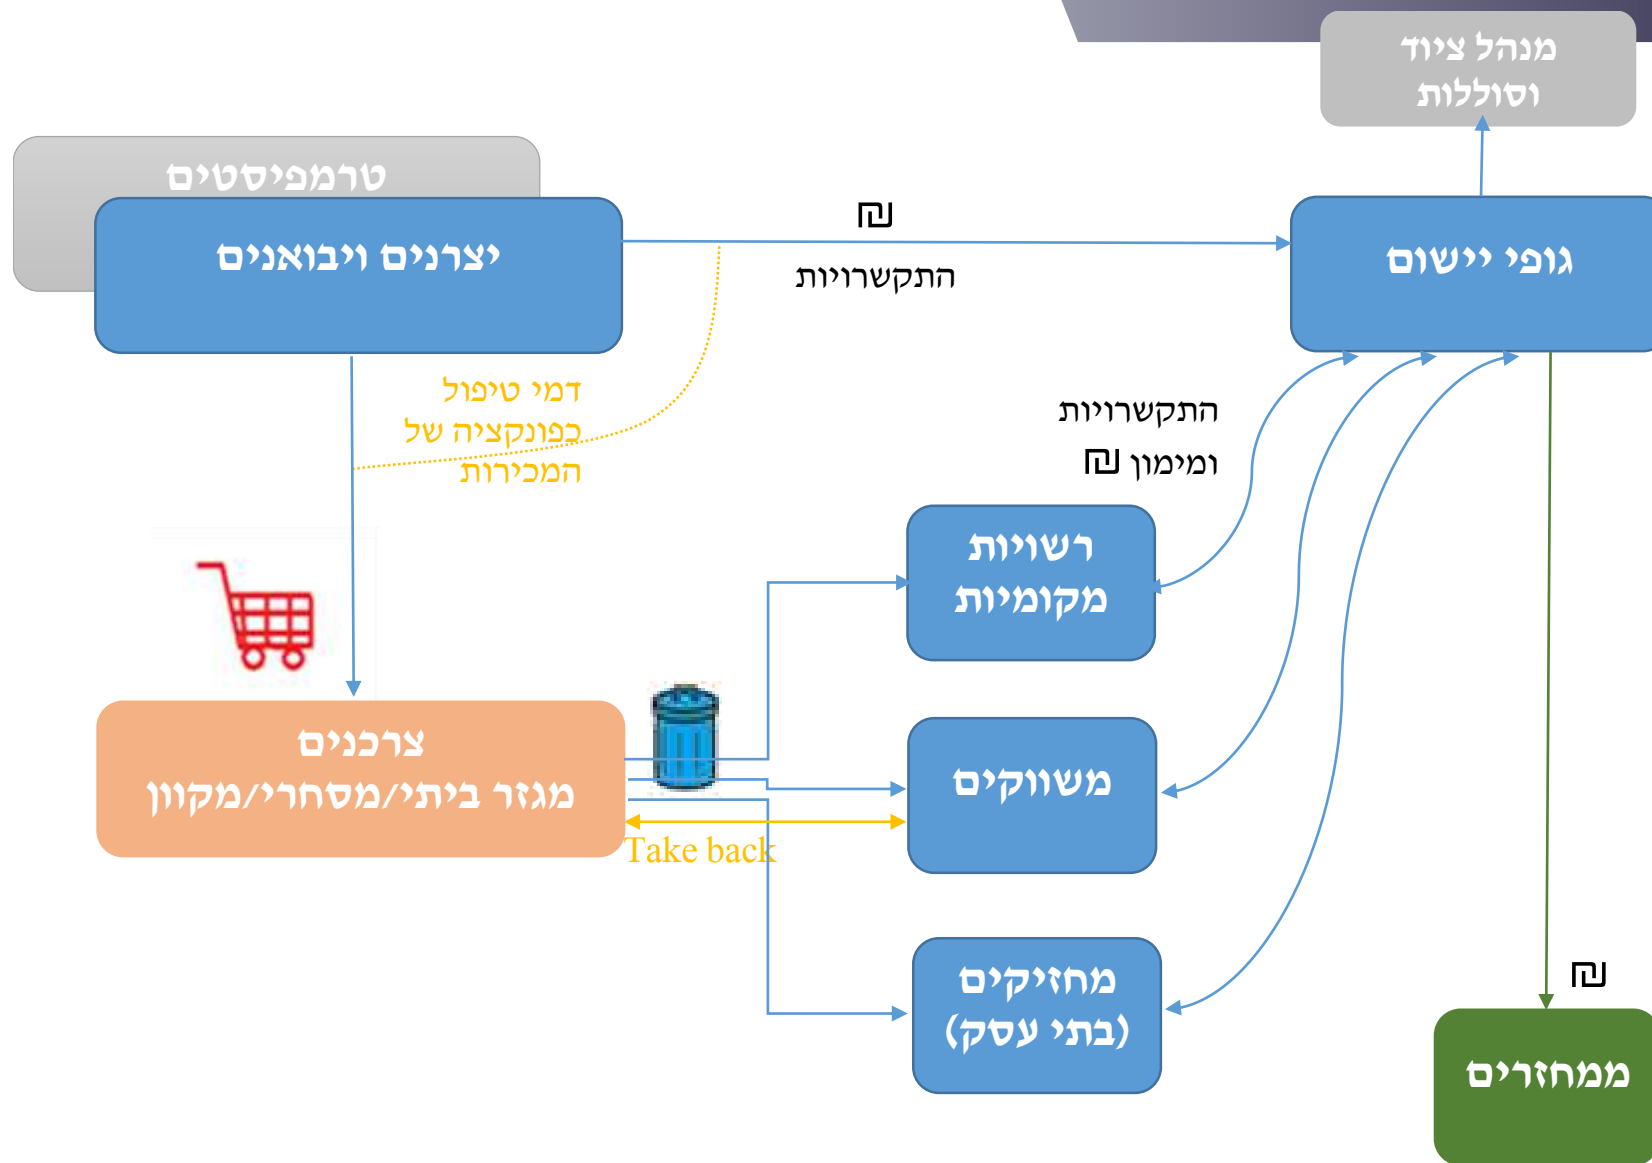 מנהל ציוד
וסוללות
טרמפיסטים
יצרנים ויבואנים
₪
התקשרויות
גופי יישום
דמי טיפול
כפונקציה של
המכירות
התקשרויות
ומימון ₪
רשויות
מקומיות
צרכנים
מגזר ביתי/מסחרי/מקוון
משווקים
Take back
מחזיקים
(בתי עסק)
₪
ממחזרים